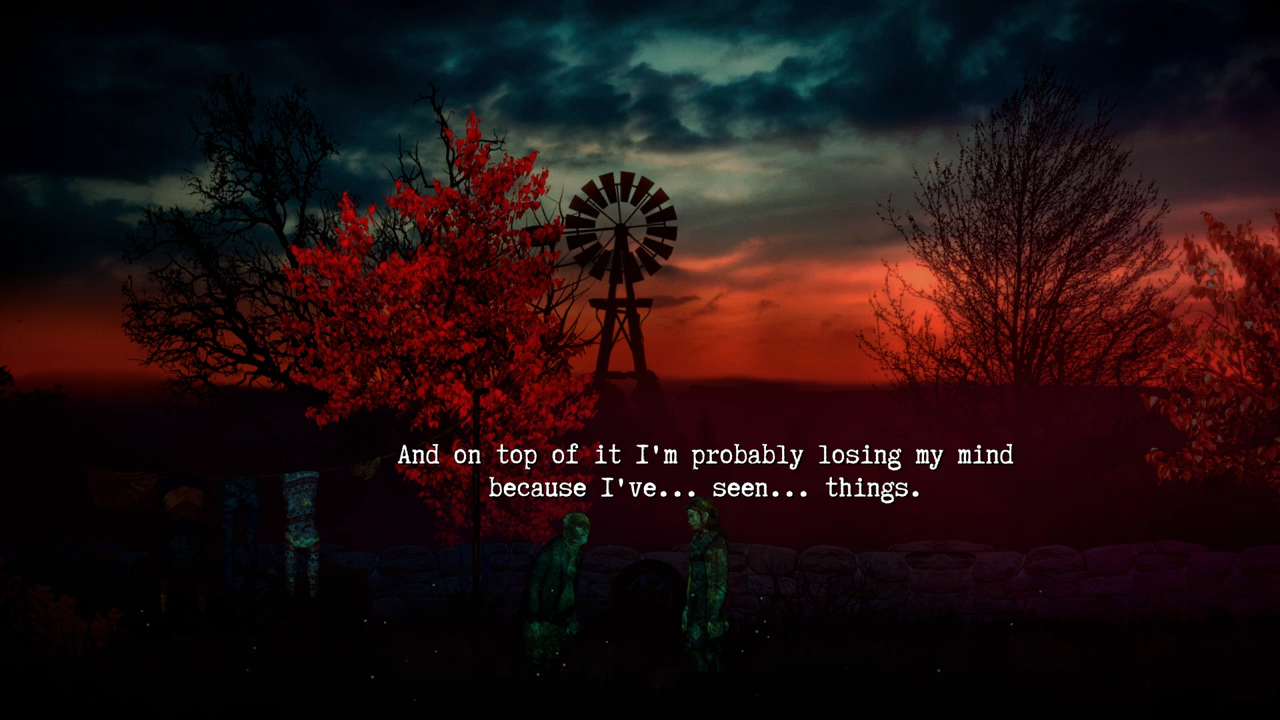 And on top of it I'm probably losing my mind
because I've... seen... things.